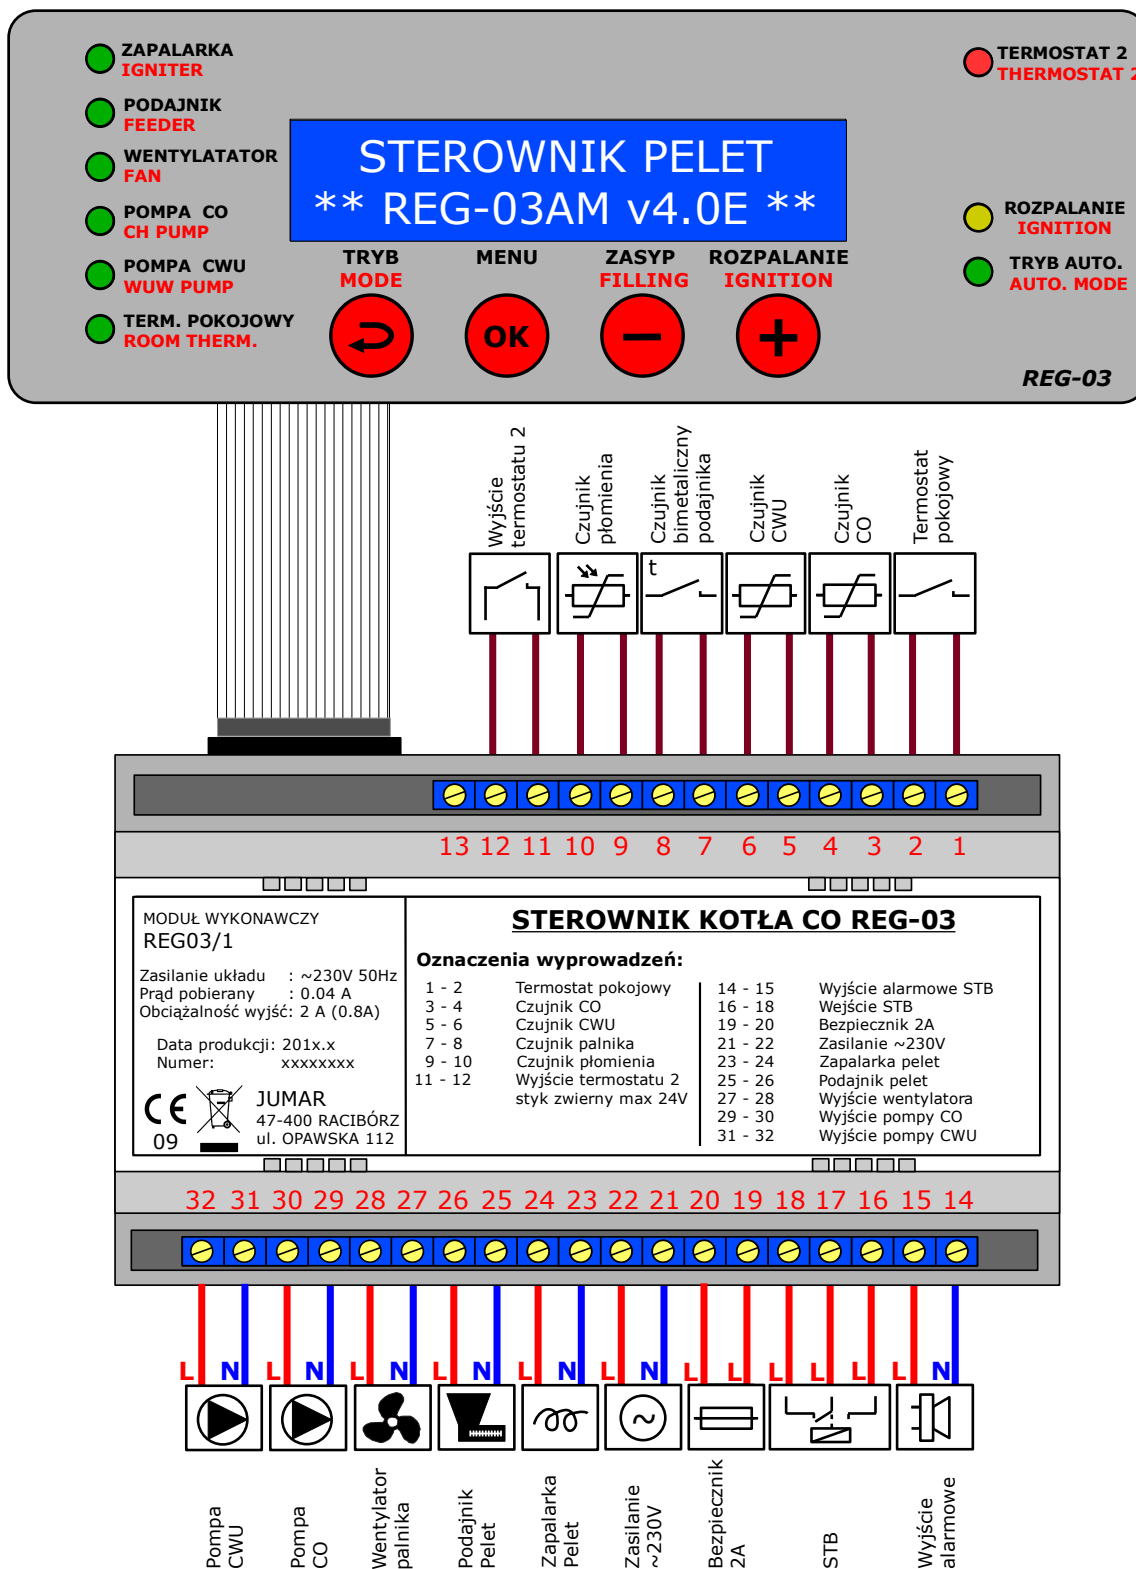 ZAPALARKA
IGNITER
PODAJNIK
FEEDER
WENTYLATATOR
FAN
POMPA CO
CH PUMP
POMPA CWU
WUW PUMP
TERM. POKOJOWY
ROOM THERM.
STEROWNIK PELET
** REG-03AM v4.0E **
TRYB
MODE
MENU
ZASYP
FILLING
ROZPALANIE
IGNITION
OK
TERMOSTAT 2
THERMOSTAT 2
ROZPALANIE
IGNITION
TRYB AUTO.
AUTO. MODE
REG-03
Wyjście
termostatu 2
Czujnik
płomienia
Czujnik
bimetaliczny
podajnika
Czujnik
CWU
Czujnik
CO
Termostat
pokojowy
t
13 12 11 10 9 8 7 6 5 4 3 2 1
MODUŁ WYKONAWCZY
REG03/1
Zasilanie układu : ~230V 50Hz
Prąd pobierany : 0.04 A
Obciążalność wyjść: 2 A (0.8A)
Data produkcji: 201x.x
Numer: xxxxxxxx
CE
09
JUMAR
47-400 RACIBÓRZ
ul. OPAWSKA 112
STEROWNIK KOTŁA CO REG-03
Oznaczenia wyprowadzeń:
1 - 2 Termostat pokojowy
3 - 4 Czujnik CO
5 - 6 Czujnik CWU
7 - 8 Czujnik palnika
9 - 10 Czujnik płomienia
11 - 12 Wyjście termostatu 2
styk zwierny max 24V
14 - 15 Wyjście alarmowe STB
16 - 18 Wejście STB
19 - 20 Bezpiecznik 2A
21 - 22 Zasilanie ~230V
23 - 24 Zapalarka pelet
25 - 26 Podajnik pelet
27 - 28 Wyjście wentylatora
29 - 30 Wyjście pompy CO
31 - 32 Wyjście pompy CWU
32 31 30 29 28 27 26 25 24 23 22 21 20 19 18 17 16 15 14
L N L N L N L N L N L N L L L L L L N
~
Pompa
CWU
Pompa
CO
Wentylator
palnika
Podajnik
Pelet
Zapalarka
Pelet
Zasilanie
~230V
Bezpiecznik
2A
STB
Wyjście
alarmowe